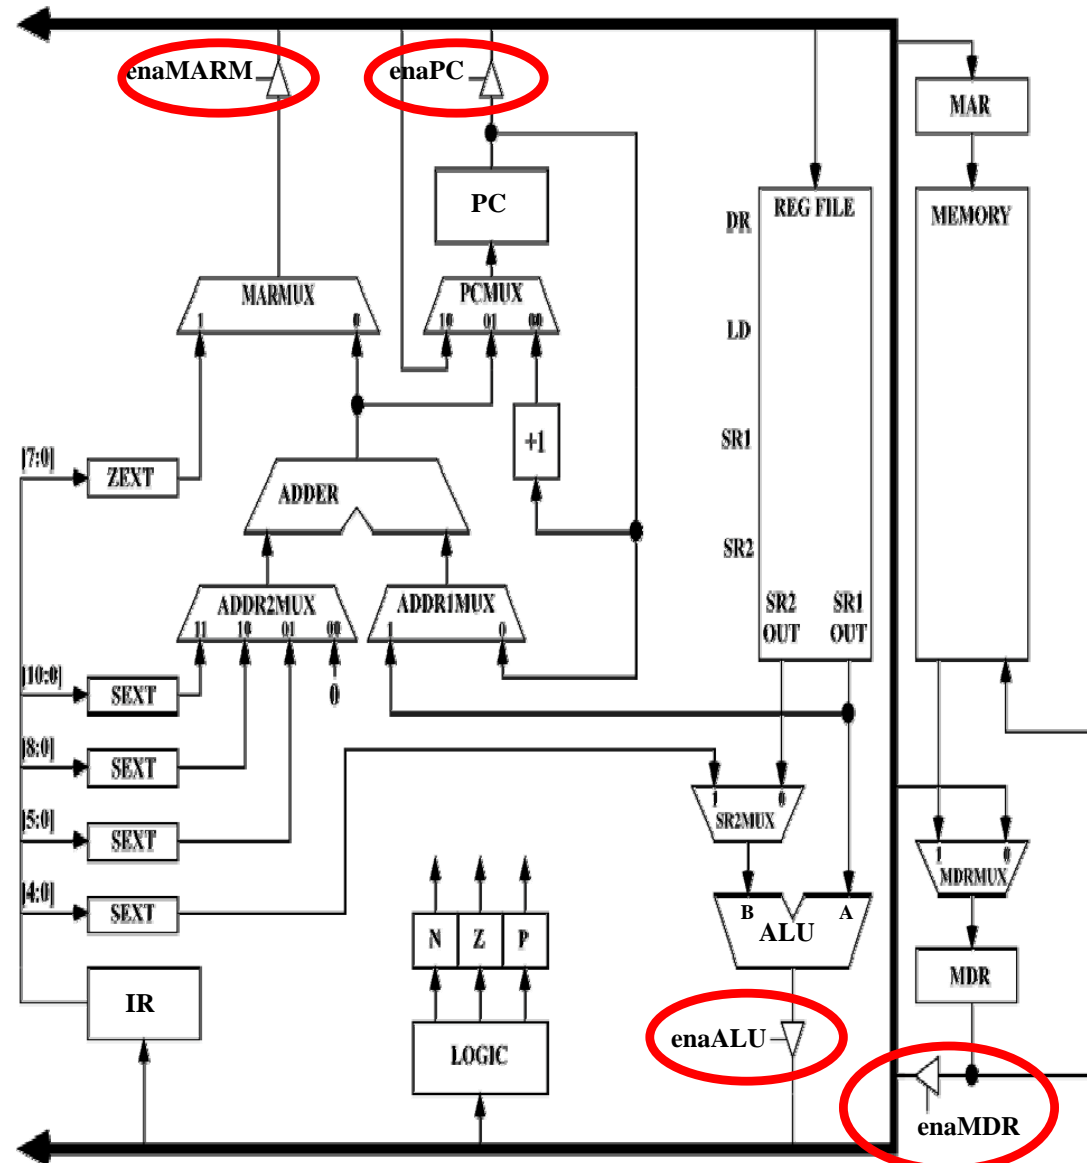 enaMARM
enaPC
MAR
PC
REG FILE
MEMORY
DR
MARMUX
1 0
PCMUX
10 01 00
LD
+1
SR1
[7:0]
ZEXT
ADDER
SR2
ADDR2MUX
11 10 01 00
ADDR1MUX
1 0
SR2 SR1
OUT OUT
[10:0]
SEXT
0
[8:0]
SEXT
[5:0]
SEXT
1 0
SR2MUX
1 0
MDRMUX
[4:0]
SEXT
N Z P
B A
ALU
MDR
IR
LOGIC
enaALU
enaMDR